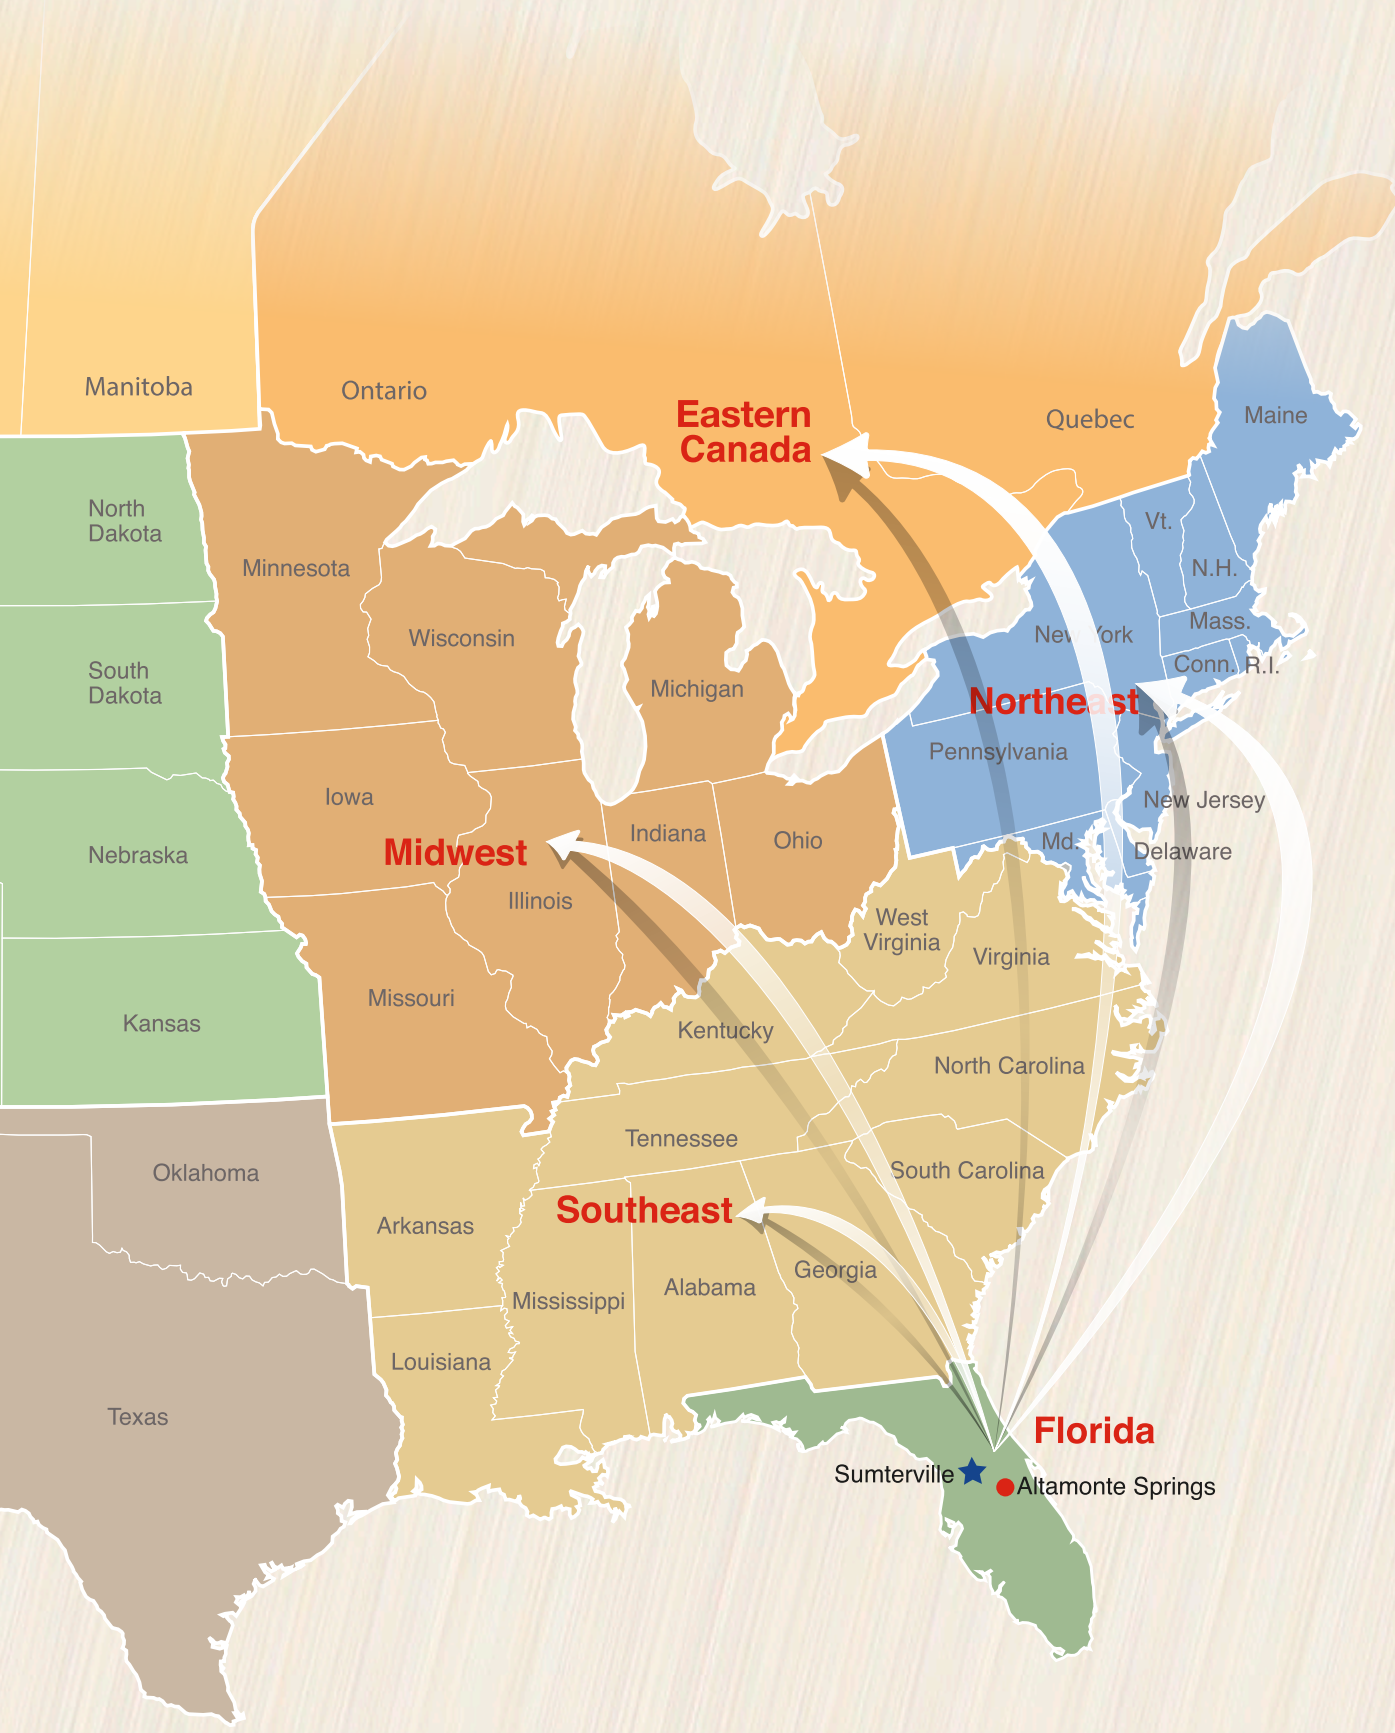 Manitoba
Ontario
Eastern
Canada
Quebec
Maine
North
Dakota
Minnesota
Vt.
N.H.
Mass.
New York
Wisconsin
Conn.
R.I.
South
Dakota
Michigan
Northeast
Pennsylvania
Iowa
New Jersey
Indiana
Ohio
Md.
Delaware
Nebraska
Midwest
Illinois
West
Virginia
Virginia
Missouri
Kansas
Kentucky
North Carolina
Tennessee
Oklahoma
South Carolina
Southeast
Arkansas
Georgia
Alabama
Mississippi
Louisiana
Texas
Florida
Sumterville
Altamonte Springs